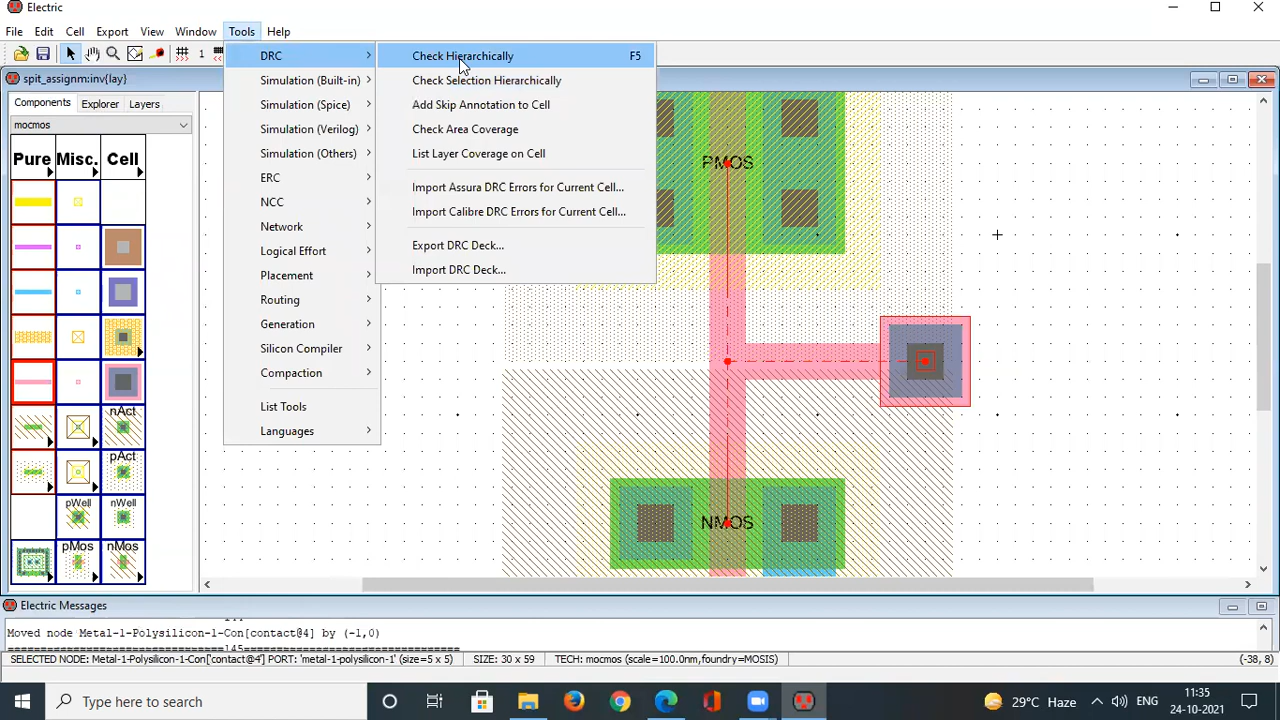 Electric
File Edit Cell Export View Window Tools Help
1
spit_assignm:inv{lay}
Components Explorer Layers
mocmos
Pure Misc. Cell
nAct
pAct
pWell nWell
pMos nMos
DRC
Simulation (Built-in)
Simulation (Spice)
Simulation (Verilog)
Simulation (Others)
ERC
NCC
Network
Logical Effort
Placement
Routing
Generation
Silicon Compiler
Compaction
List Tools
Languages
Check Hierarchically F5
Check Selection Hierarchically
Add Skip Annotation to Cell
Check Area Coverage
List Layer Coverage on Cell
Import Assura DRC Errors for Current Cell...
Import Calibre DRC Errors for Current Cell...
Export DRC Deck...
Import DRC Deck...
PMOS
NMOS
Electric Messages
Moved node Metal-1-Polysilicon-1-Con[contact@4] by (-1,0)
================================145================================
SELECTED NODE: Metal-1-Polysilicon-1-Con['contact@4'] PORT: 'metal-1-polysilicon-1' (size=5 x 5) SIZE: 30 x 59 TECH: mocmos (scale=100.0nm,foundry=MOSIS) (-38, 8)
Type here to search
29°C Haze ENG 11:35
24-10-2021